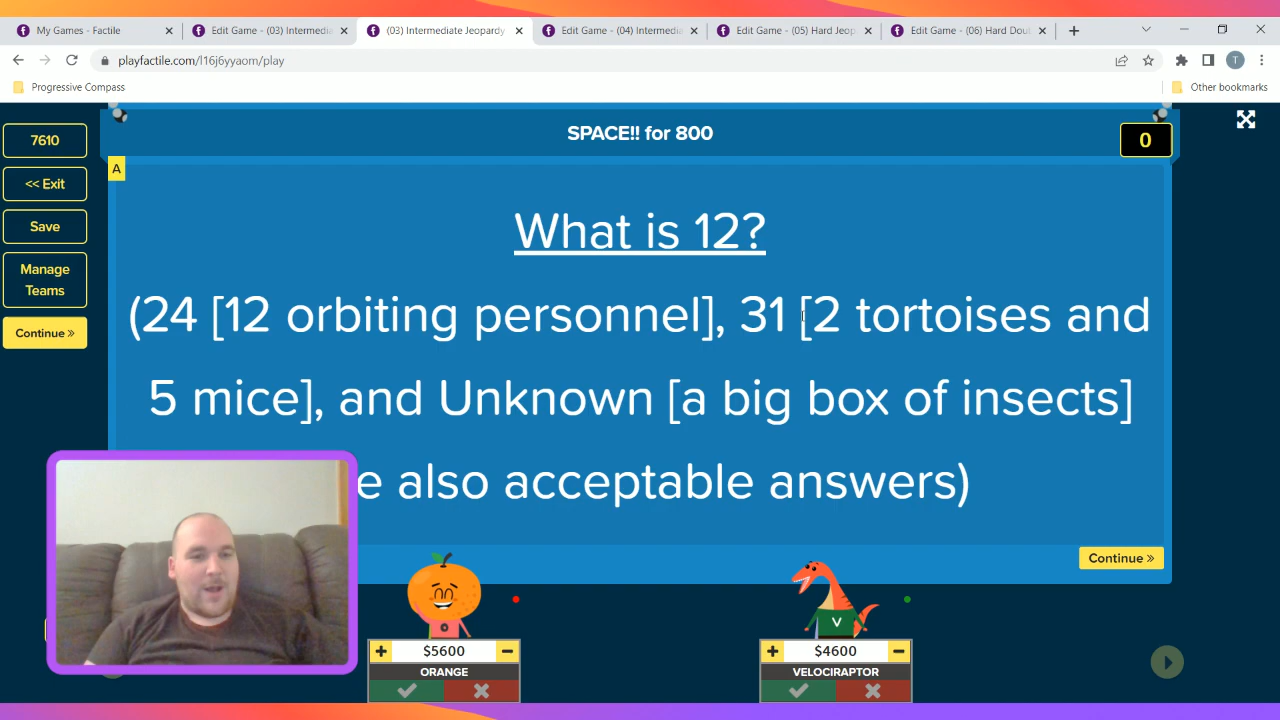 My Games - Factile
Edit Game - (03) Intermedia
(03) Intermediate Jeopardy
Edit Game - (04) Intermedia
Edit Game - (05) Hard Jeop
Edit Game - (06) Hard Dou
playfactile.com/l16j6yyaom/play
T
Progressive Compass
Other bookmarks
7610
<< Exit
Save
Manage
Teams
Continue »
SPACE!! for 800
0
A
What is 12?
(24 [12 orbiting personnel], 31 [2 tortoises and
5 mice], and Unknown [a big box of insects]
e also acceptable answers)
Continue »
V
$5600
ORANGE
$4600
VELOCIRAPTOR